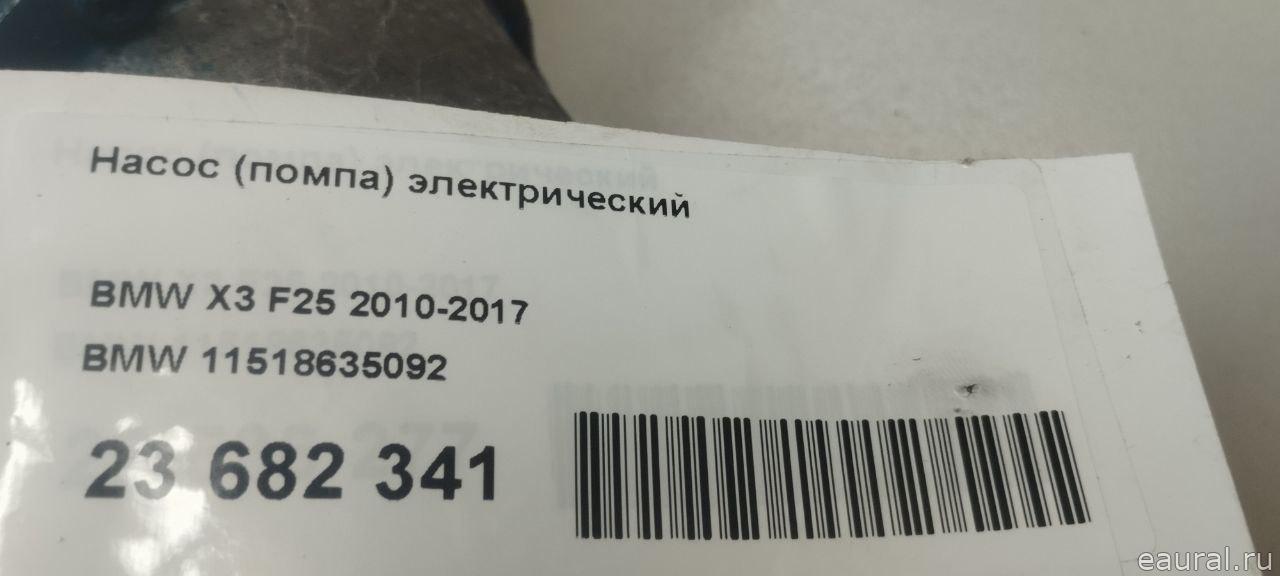 Насос (помпа) электрический
BMW X3 F25 2010-2017
BMW 11518635092
23 682 341
eaural.ru